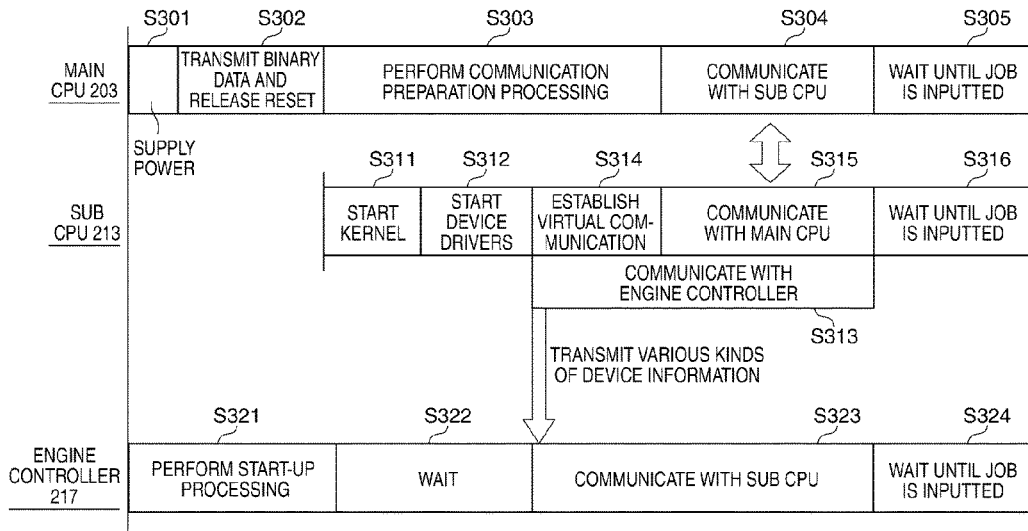 S301 S302 S303 S304 S305
MAIN
CPU 203
TRANSMIT BINARY
DATA AND
RELEASE RESET
PERFORM COMMUNICATION
PREPARATION PROCESSING
COMMUNICATE
WITH SUB CPU
WAIT UNTIL JOB
IS INPUTTED
SUPPLY
POWER
S311 S312 S314 S315 S316
SUB
CPU 213
START
KERNEL
START
DEVICE
DRIVERS
ESTABLISH
VIRTUAL COM-
MUNICATION
COMMUNICATE
WITH MAIN CPU
WAIT UNTIL JOB
IS INPUTTED
COMMUNICATE WITH
ENGINE CONTROLLER
S313
TRANSMIT VARIOUS KINDS
OF DEVICE INFORMATION
S321 S322 S323 S324
ENGINE
CONTROLLER
217
PERFORM START-UP
PROCESSING
WAIT
COMMUNICATE WITH SUB CPU
WAIT UNTIL JOB
IS INPUTTED